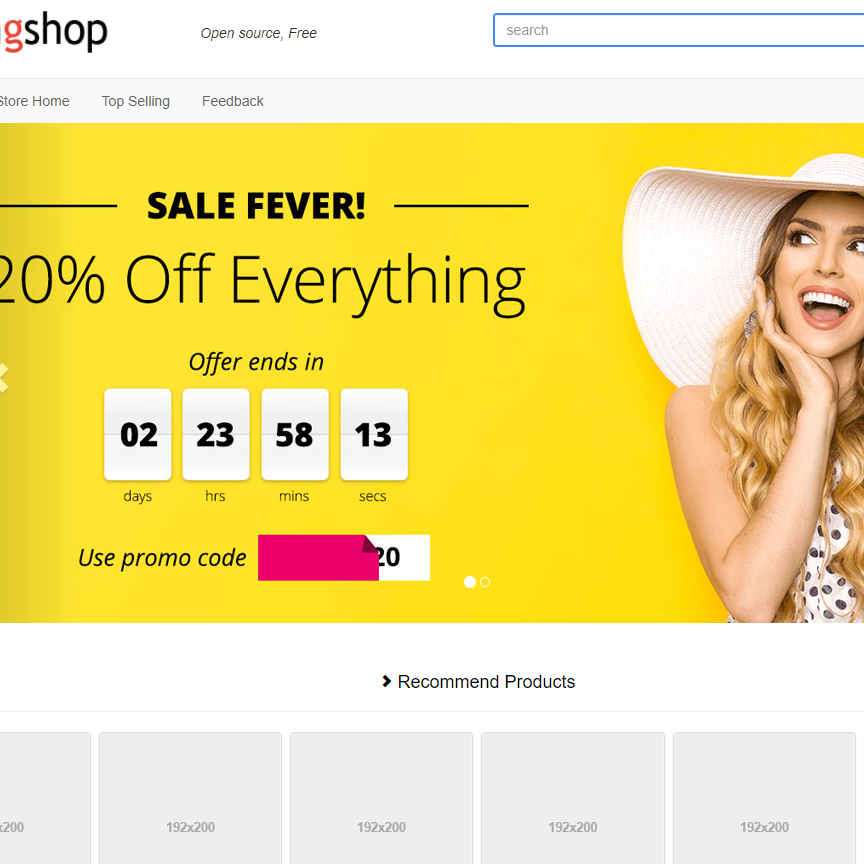 gshop
Open source, Free
search
Store Home
Top Selling
Feedback
SALE FEVER!
20% Off Everything
Offer ends in
02 23 58 13
days hrs mins secs
Use promo code 20
Recommend Products
x200 192x200 192x200 192x200 192x200